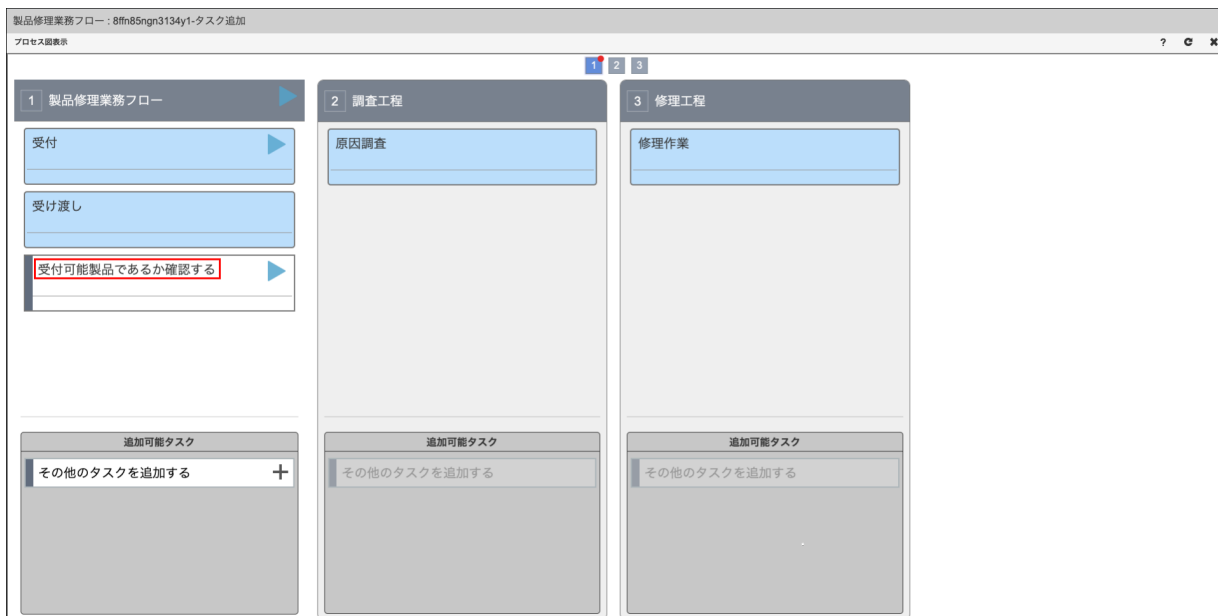 製品修理業務フロー : 8ffn85ngn3134y1-タスク追加
プロセス図表示
?
1 2 3
1 製品修理業務フロー
受付
受け渡し
受付可能製品であるか確認する
追加可能タスク
その他のタスクを追加する
2 調査工程
原因調査
追加可能タスク
その他のタスクを追加する
3 修理工程
修理作業
追加可能タスク
その他のタスクを追加する